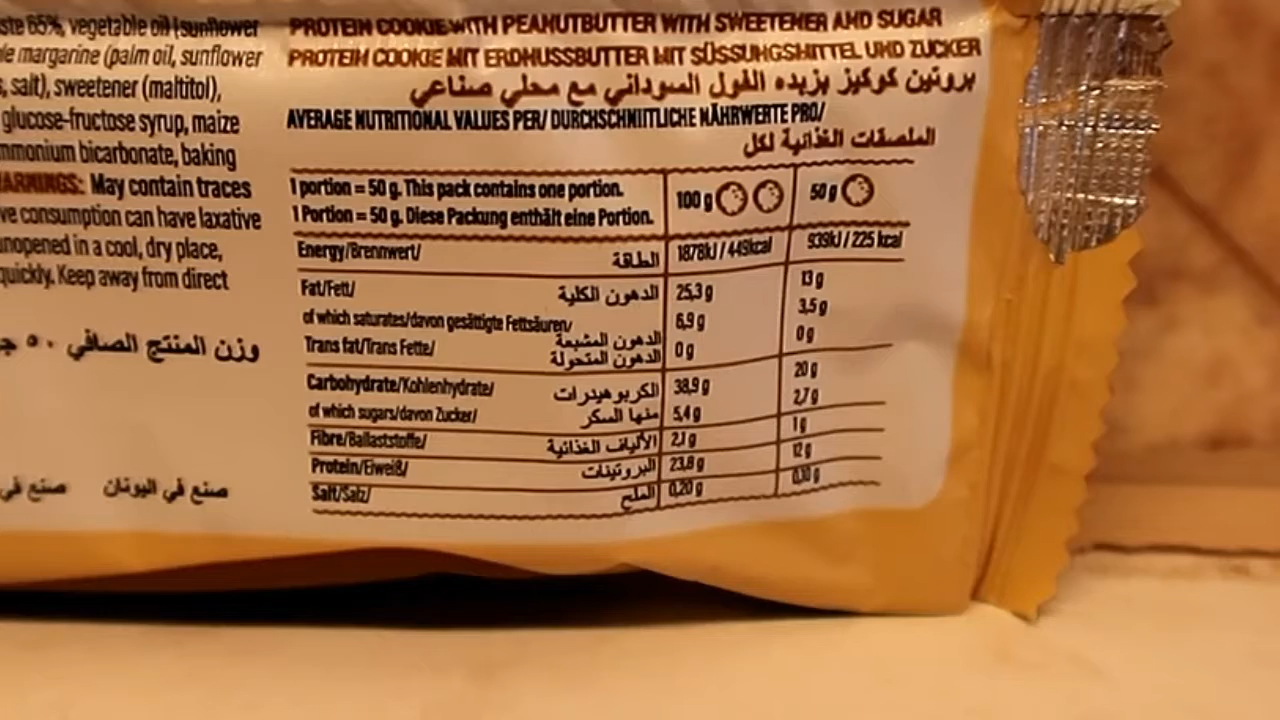 ste 65%, vegetable oil (sunflower
le margarine (palm oil, sunflower
, salt), sweetener (maltitol),
glucose-fructose syrup, maize
mmonium bicarbonate, baking
ARNINGS: May contain traces
ve consumption can have laxative
unopened in a cool, dry place,
quickly. Keep away from direct
وزن المنتج الصافي ٥٠ ج
صنع في اليونان صنع في
PROTEIN COOKIE WITH PEANUTBUTTER WITH SWEETENER AND SUGAR
PROTEIN COOKIE MIT ERDNUSSBUTTER MIT SÜSSUNGSMITTEL UND ZUCKER
بروتين كوكيز بزبده الفول السوداني مع محلي صناعي
AVERAGE NUTRITIONAL VALUES PER/ DURCHSCHNITTLICHE NÄHRWERTE PRO/
الملصقات الغذائية لكل
1 portion = 50 g. This pack contains one portion.
1 Portion = 50 g. Diese Packung enthält eine Portion.
100 g 50 g
Energy/Brennwert/ الطاقة 1878kJ / 449kcal 939kJ / 225 kcal
Fat/Fett/ الدهون الكلية 25,3 g 13 g
of which saturates/davon gesättigte Fettsäuren/ الدهون المشبعة 6,9 g 3,5 g
Trans fat/Trans Fette/ الدهون المتحولة 0 g 0 g
Carbohydrate/Kohlenhydrate/ الكربوهيدرات 38,9 g 20 g
of which sugars/davon Zucker/ منها السكر 5,4 g 2,7 g
Fibre/Ballaststoffe/ الألياف الغذائية 2,1 g 1 g
Protein/Eiweiß/ البروتينات 23,8 g 12 g
Salt/Salz/ الملح 0,20 g 0,10 g